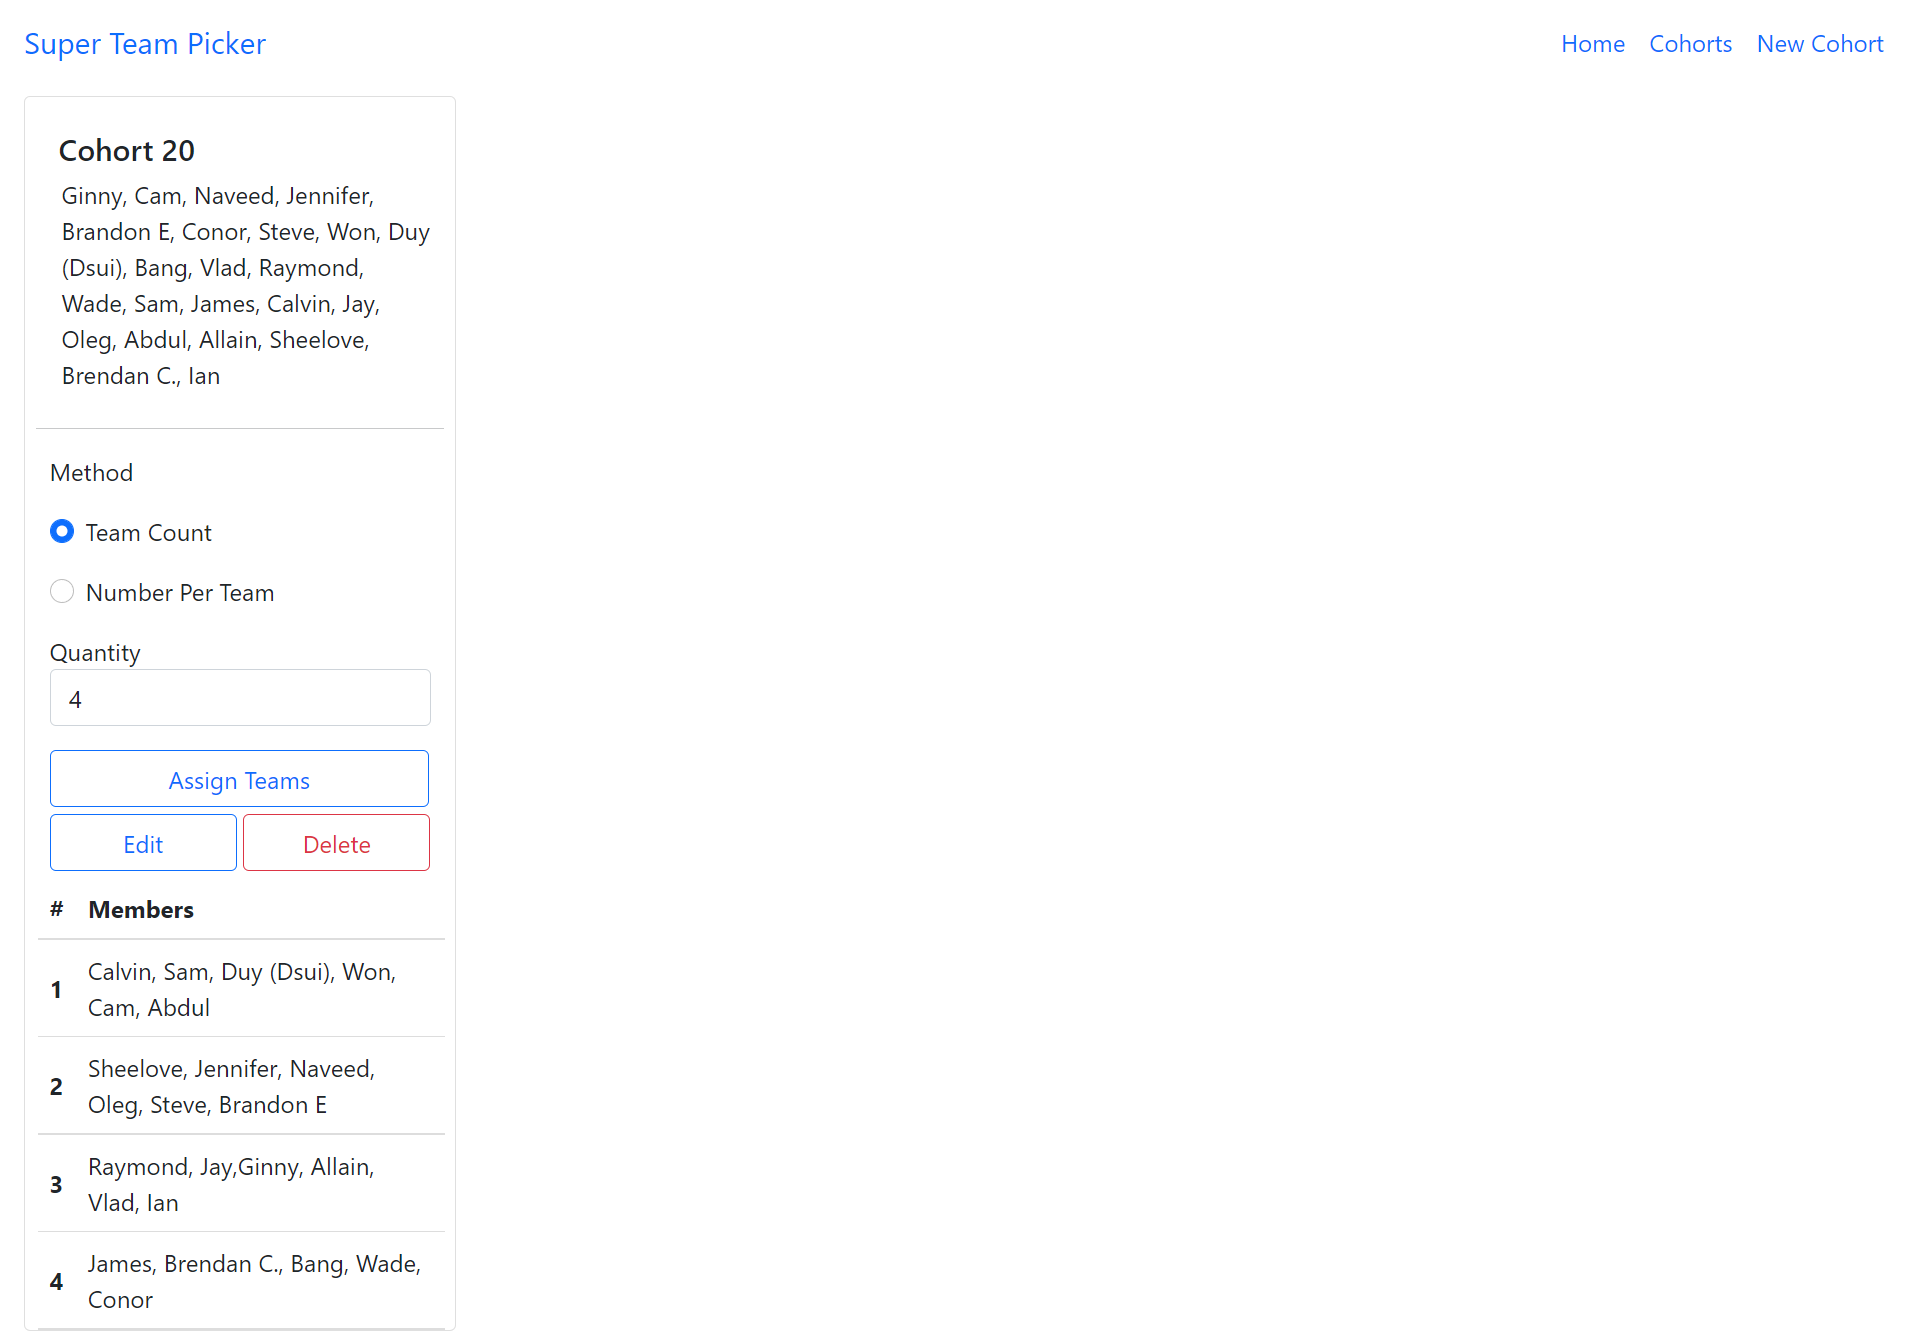 Super Team Picker
Home Cohorts New Cohort
Cohort 20
Ginny, Cam, Naveed, Jennifer,
Brandon E, Conor, Steve, Won, Duy
(Dsui), Bang, Vlad, Raymond,
Wade, Sam, James, Calvin, Jay,
Oleg, Abdul, Allain, Sheelove,
Brendan C., Ian
Method
Team Count
Number Per Team
Quantity
4
Assign Teams
Edit Delete
# Members
1 Calvin, Sam, Duy (Dsui), Won,
Cam, Abdul
2 Sheelove, Jennifer, Naveed,
Oleg, Steve, Brandon E
3 Raymond, Jay,Ginny, Allain,
Vlad, Ian
4 James, Brendan C., Bang, Wade,
Conor